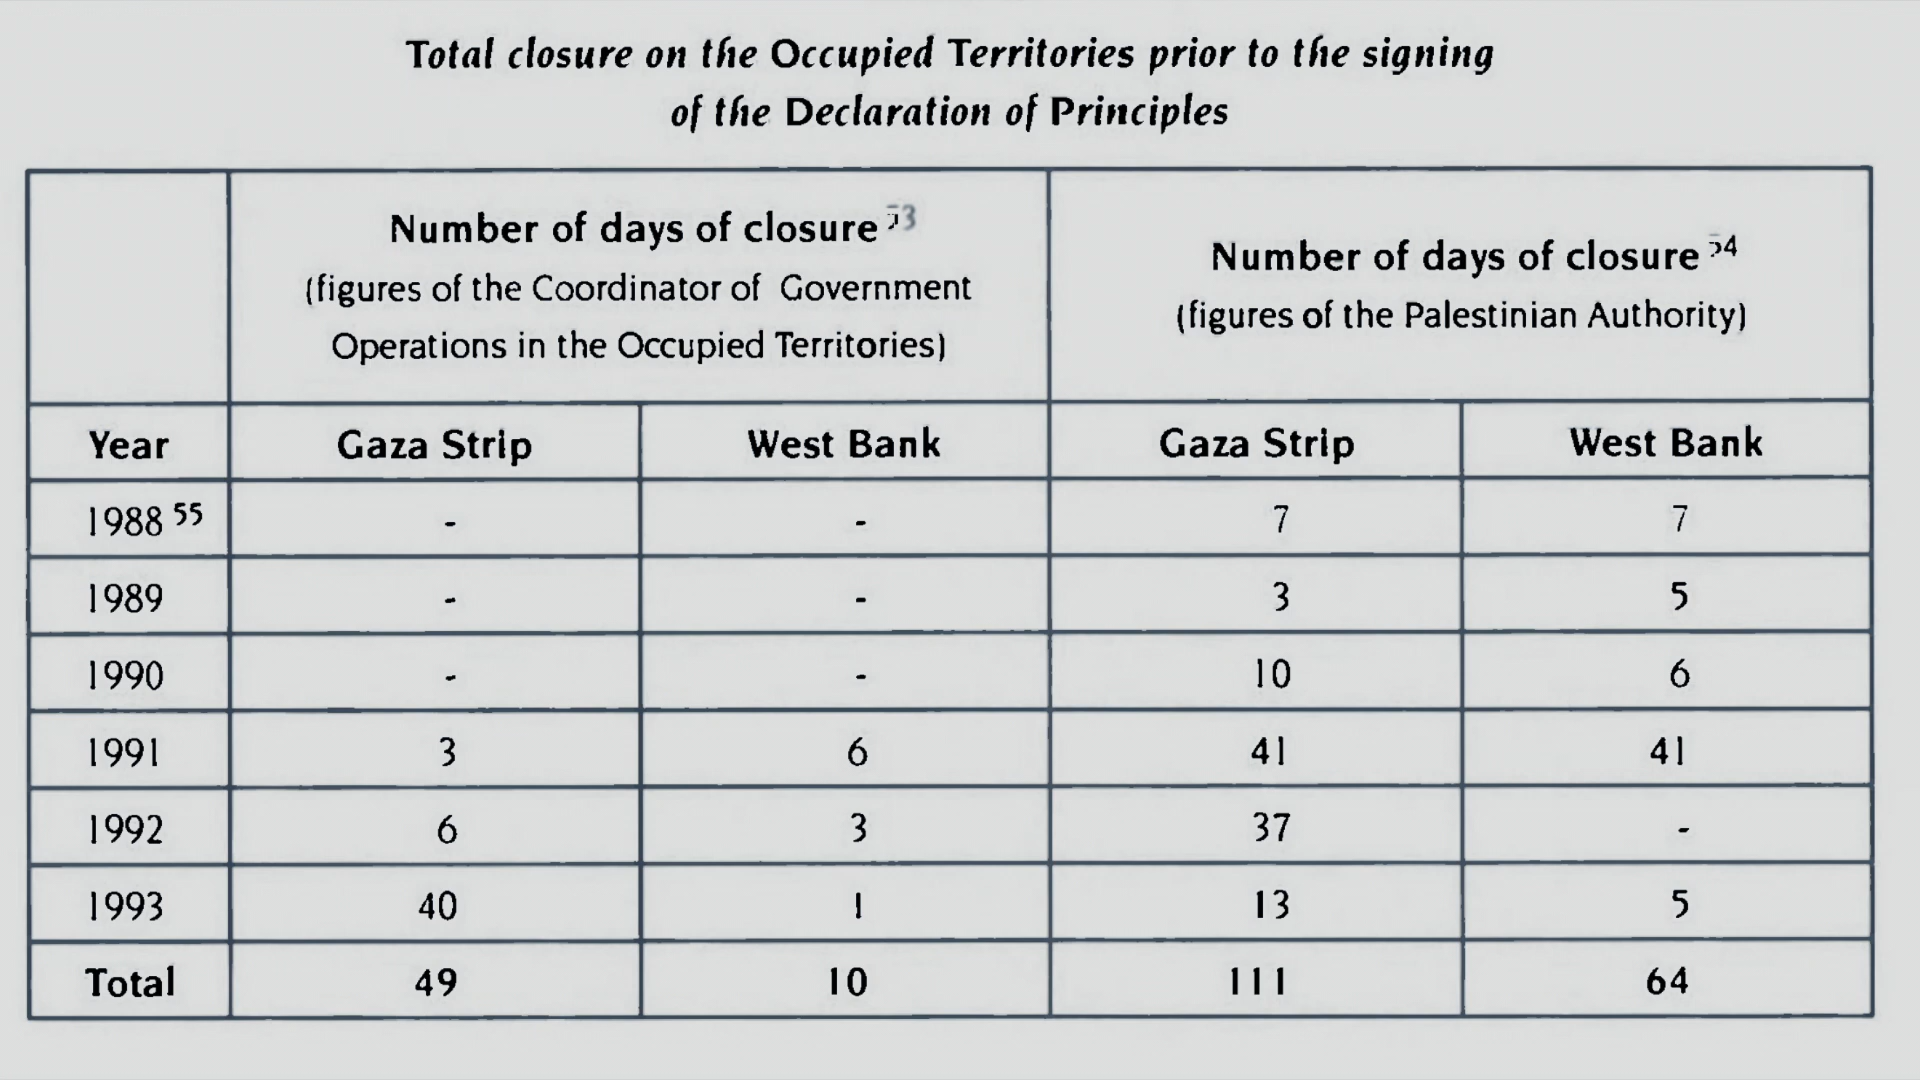 Total closure on the Occupied Territories prior to the signing
of the Declaration of Principles
Number of days of closure
(figures of the Coordinator of Government
Operations in the Occupied Territories)
Number of days of closure
(figures of the Palestinian Authority)
Year Gaza Strip West Bank Gaza Strip West Bank
1988 55 - - 7 7
1989 - - 3 5
1990 - - 10 6
1991 3 6 41 41
1992 6 3 37 -
1993 40 1 13 5
Total 49 10 111 64